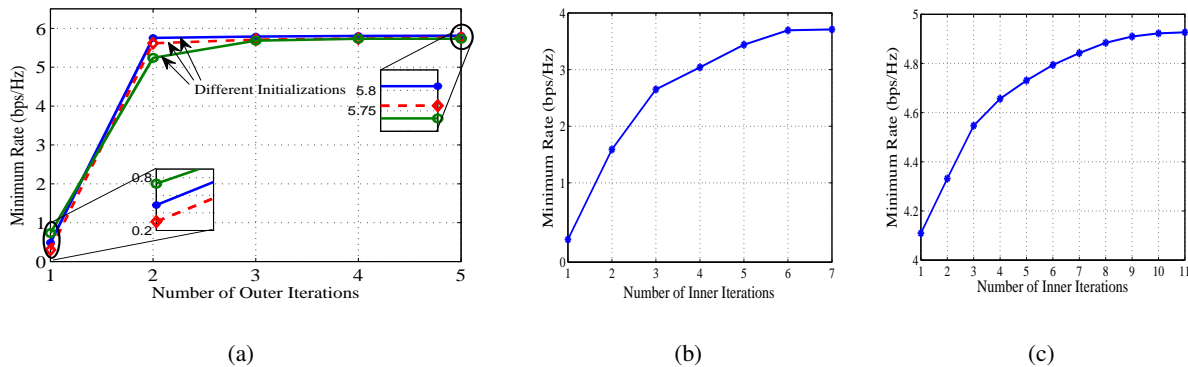 6
5
4
3
2
1
0
Minimum Rate (bps/Hz)
Different Initializations
5.8
5.75
0.8
0.2
1 2 3 4 5
Number of Outer Iterations
(a)
4
3
2
1
0
Minimum Rate (bps/Hz)
1 2 3 4 5 6 7
Number of Inner Iterations
(b)
5
4.8
4.6
4.4
4.2
4
Minimum Rate (bps/Hz)
1 2 3 4 5 6 7 8 9 10 11
Number of Inner Iterations
(c)